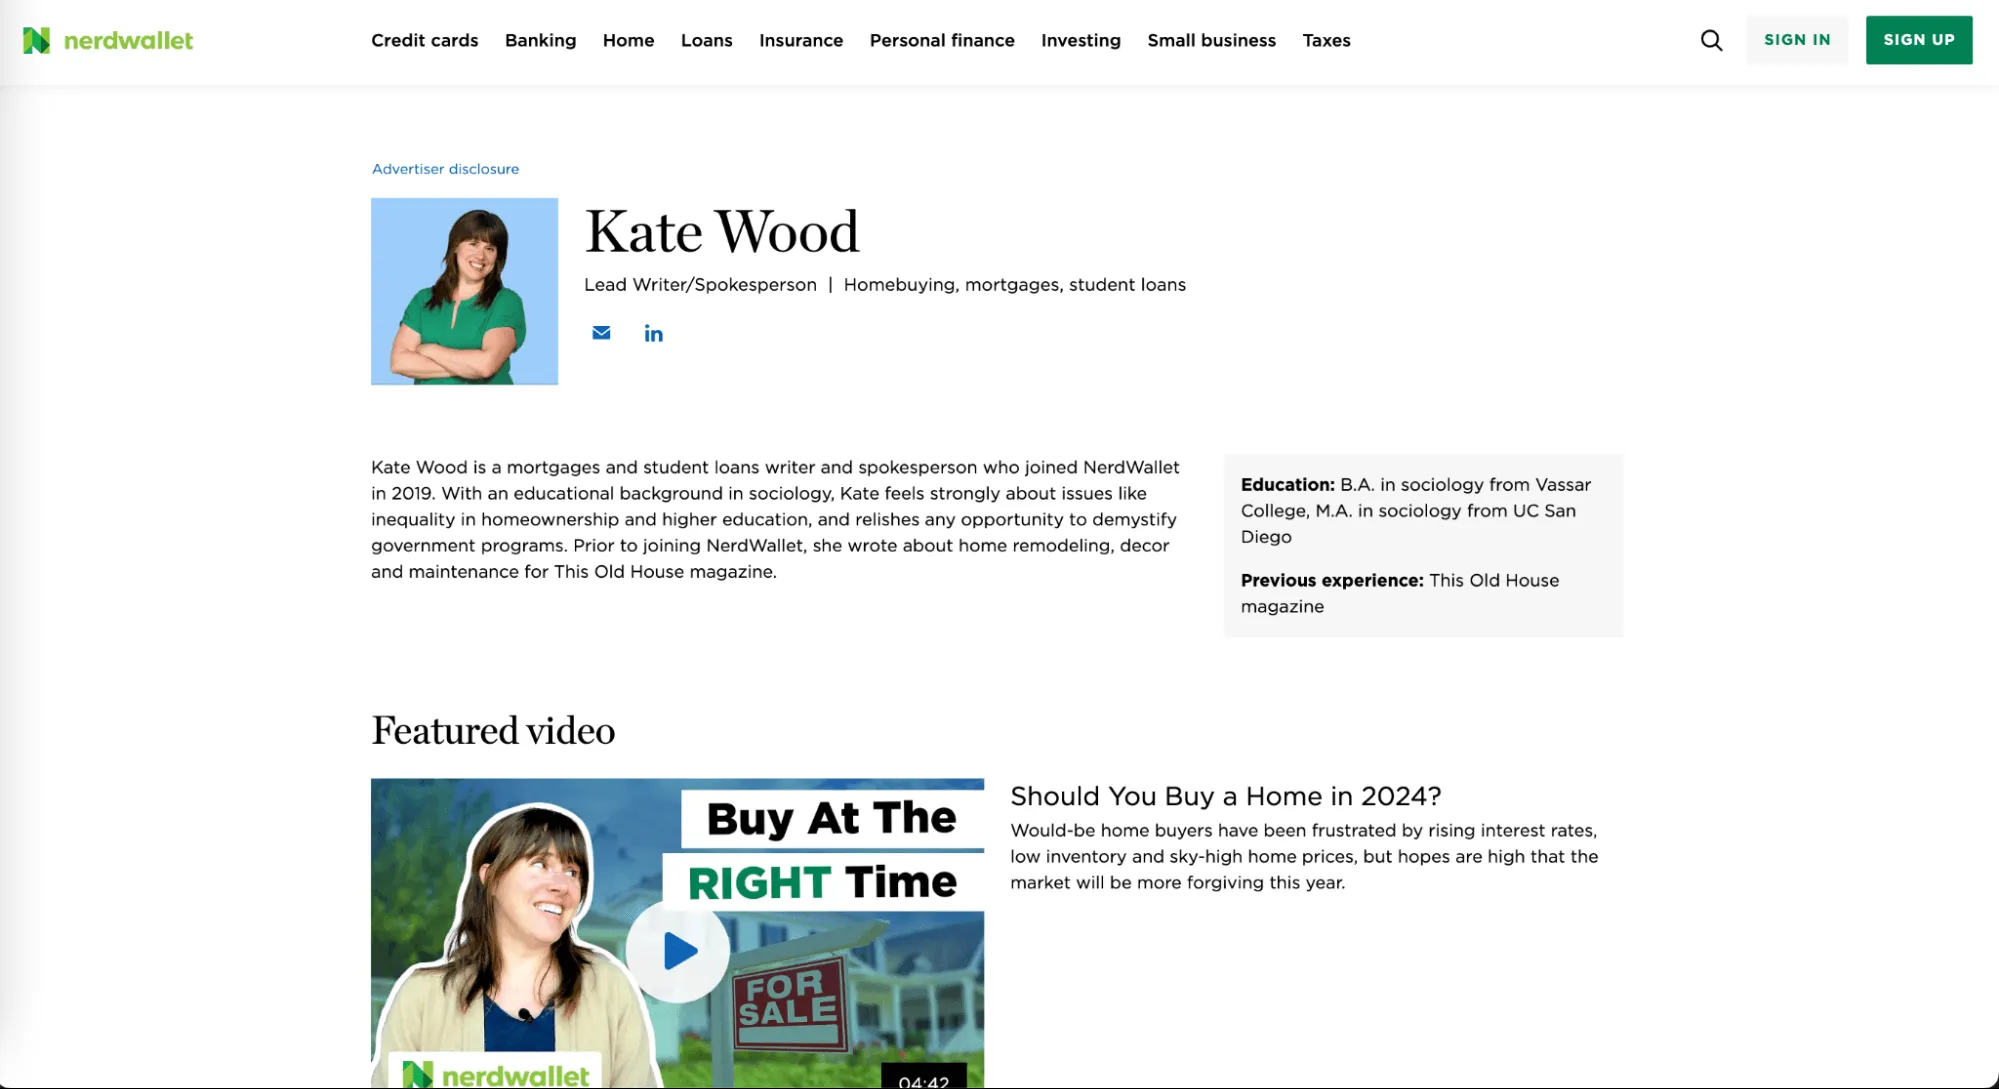 nerdwallet
Credit cards Banking Home Loans Insurance Personal finance Investing Small business Taxes
SIGN IN
SIGN UP
Advertiser disclosure
Kate Wood
Lead Writer/Spokesperson | Homebuying, mortgages, student loans
in
Kate Wood is a mortgages and student loans writer and spokesperson who joined NerdWallet
in 2019. With an educational background in sociology, Kate feels strongly about issues like
inequality in homeownership and higher education, and relishes any opportunity to demystify
government programs. Prior to joining NerdWallet, she wrote about home remodeling, decor
and maintenance for This Old House magazine.
Education: B.A. in sociology from Vassar
College, M.A. in sociology from UC San
Diego
Previous experience: This Old House
magazine
Featured video
Buy At The
RIGHT Time
FOR
SALE
nerdwallet
04:42
Should You Buy a Home in 2024?
Would-be home buyers have been frustrated by rising interest rates,
low inventory and sky-high home prices, but hopes are high that the
market will be more forgiving this year.